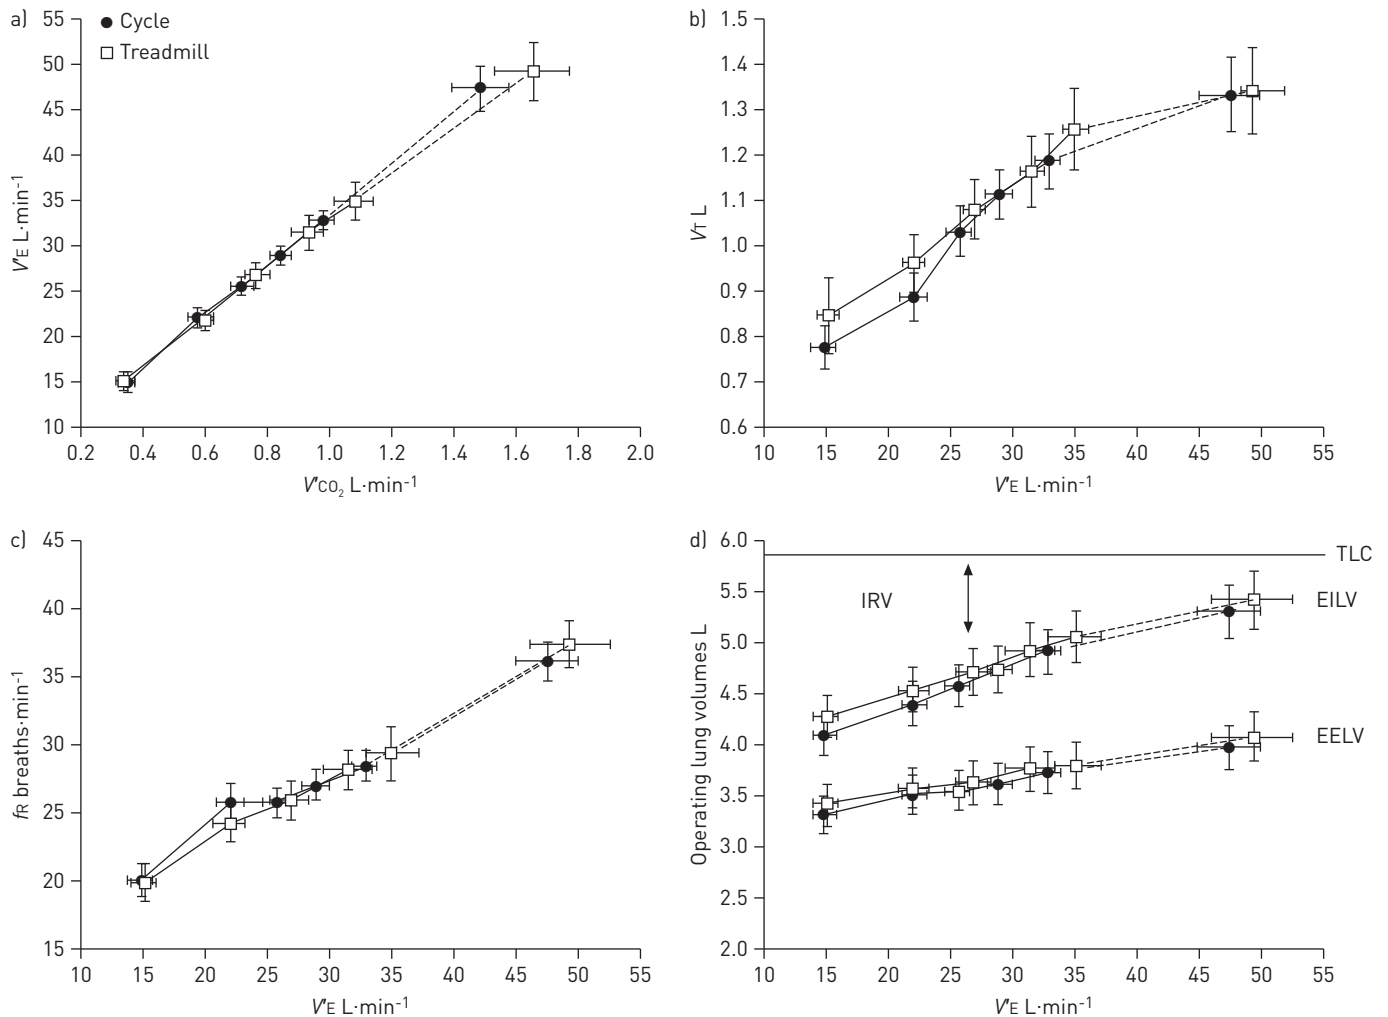 a)
Cycle
Treadmill
55
50
45
40
35
30
25
20
15
10
V′E L·min-1
0.2 0.4 0.6 0.8 1.0 1.2 1.4 1.6 1.8 2.0
V′CO2 L·min-1
b)
1.5
1.4
1.3
1.2
1.1
1.0
0.9
0.8
0.7
0.6
VT L
10 15 20 25 30 35 40 45 50 55
V′E L·min-1
c)
45
40
35
30
25
20
15
fR breaths·min-1
10 15 20 25 30 35 40 45 50 55
V′E L·min-1
d)
6.0
5.5
5.0
4.5
4.0
3.5
3.0
2.5
2.0
Operating lung volumes L
TLC
IRV
EILV
EELV
10 15 20 25 30 35 40 45 50 55
V′E L·min-1